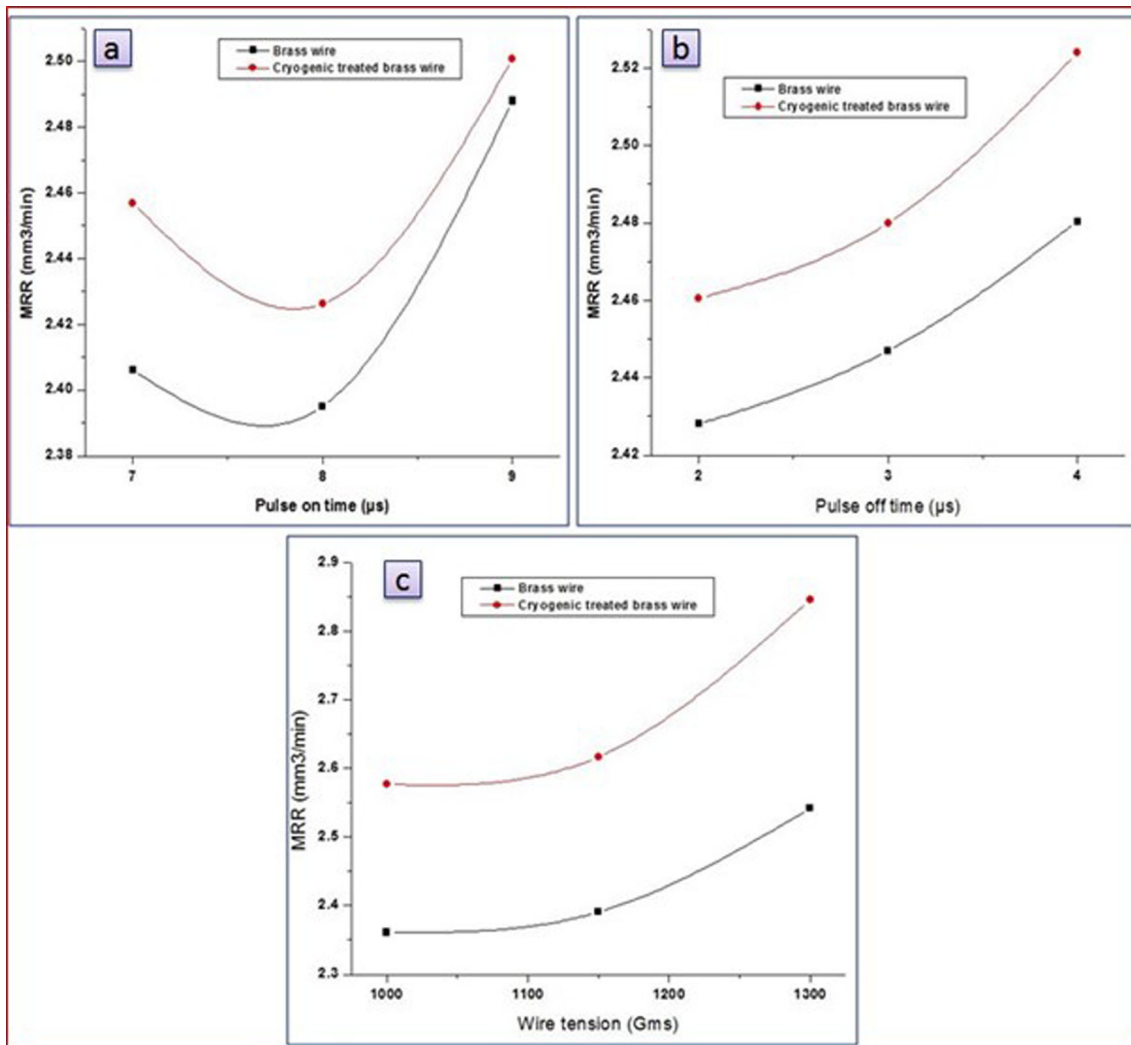 a
Brass wire
Cryogenic treated brass wire
2.50
2.48
2.46
2.44
2.42
2.40
2.38
MRR (mm3/min)
7 8 9
Pulse on time (μs)
b
Brass wire
Cryogenic treated brass wire
2.52
2.50
2.48
2.46
2.44
2.42
MRR (mm3/min)
2 3 4
Pulse off time (μs)
c
Brass wire
Cryogenic treated brass wire
2.9
2.8
2.7
2.6
2.5
2.4
2.3
MRR (mm3/min)
1000 1100 1200 1300
Wire tension (Gms)